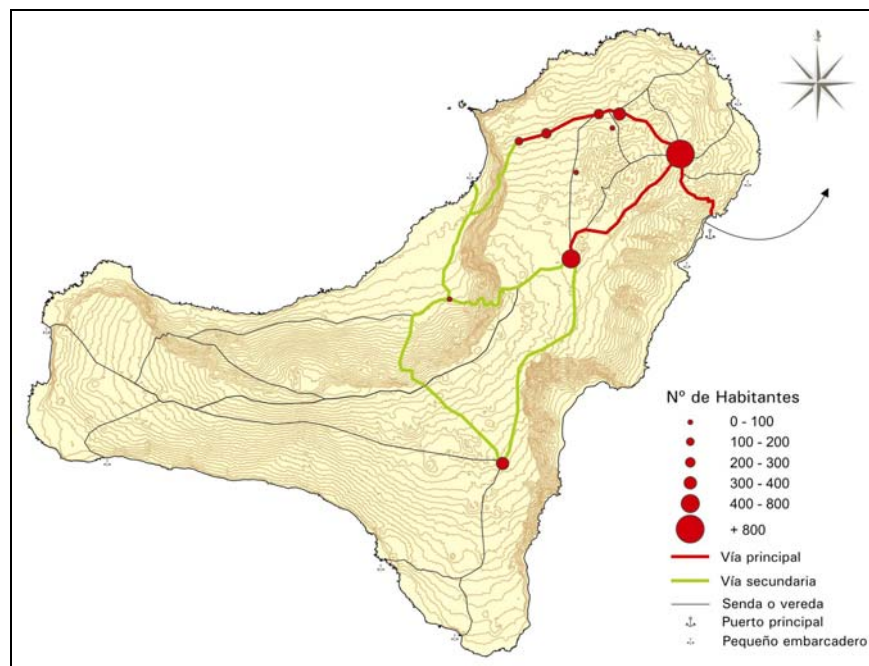 Nº de Habitantes
0 - 100
100 - 200
200 - 300
300 - 400
400 - 800
+ 800
Vía principal
Vía secundaria
Senda o vereda
Puerto principal
Pequeño embarcadero